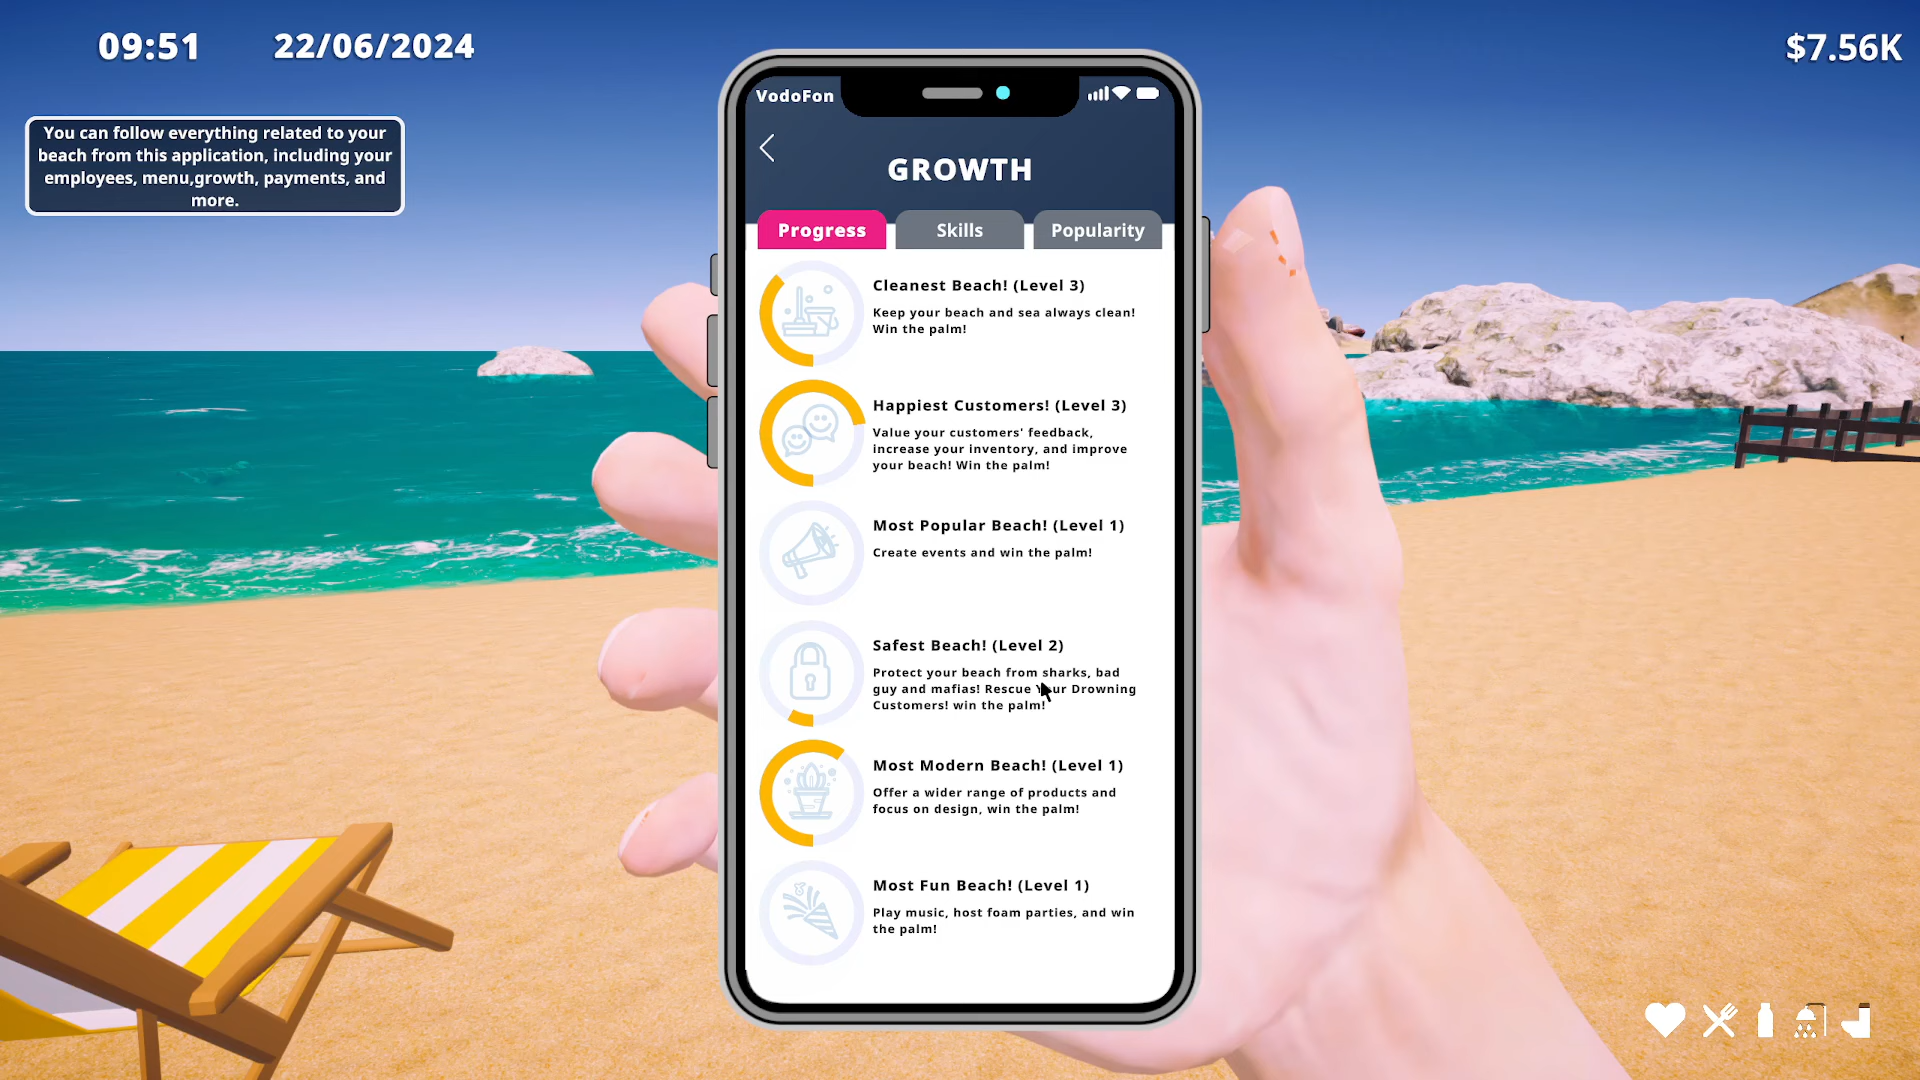 09:51
22/06/2024
$7.56K
You can follow everything related to your
beach from this application, including your
employees, menu,growth, payments, and
more.
VodoFon
GROWTH
Progress
Skills
Popularity
Cleanest Beach! (Level 3)
Keep your beach and sea always clean!
Win the palm!
Happiest Customers! (Level 3)
Value your customers' feedback,
increase your inventory, and improve
your beach! Win the palm!
Most Popular Beach! (Level 1)
Create events and win the palm!
Safest Beach! (Level 2)
Protect your beach from sharks, bad
guy and mafias! Rescue Your Drowning
Customers! win the palm!
Most Modern Beach! (Level 1)
Offer a wider range of products and
focus on design, win the palm!
Most Fun Beach! (Level 1)
Play music, host foam parties, and win
the palm!